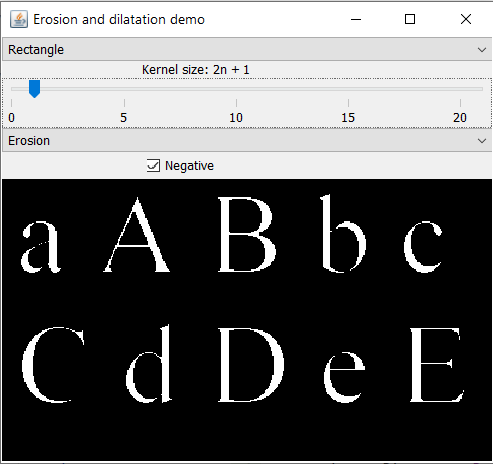 Erosion and dilatation demo
Rectangle
Kernel size: 2n + 1
0 5 10 15 20
Erosion
Negative
a A B b c
C d D e E